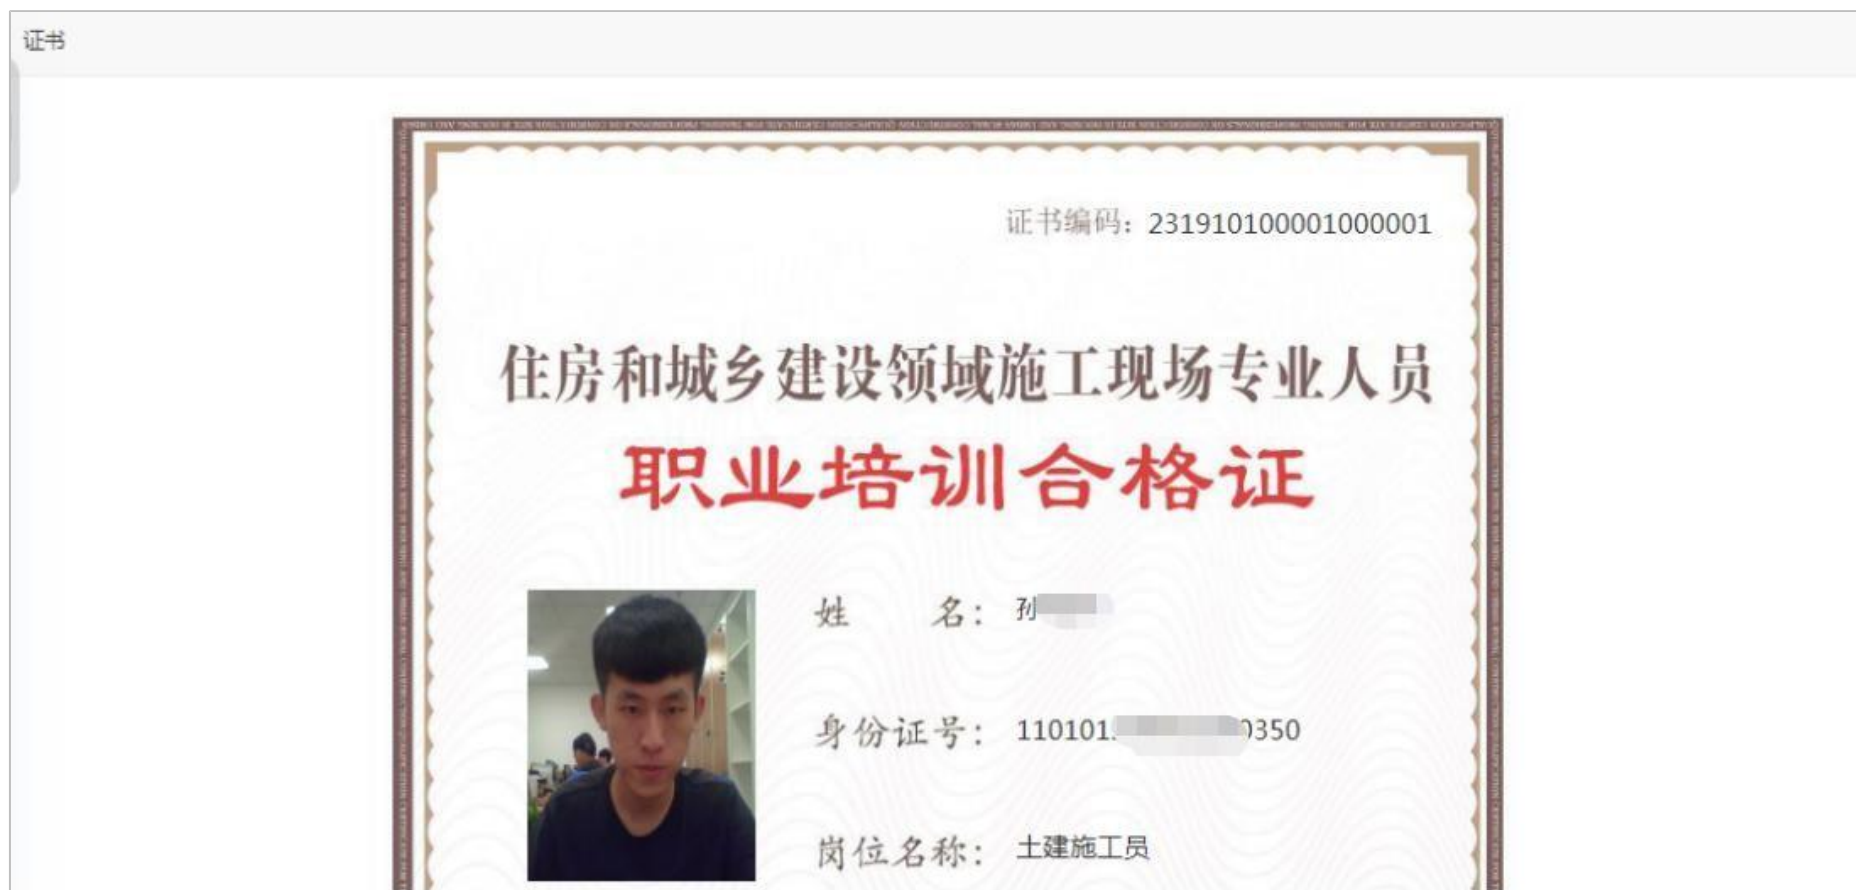 证书
证书编码：231910100001000001
住房和城乡建设领域施工现场专业人员
职业培训合格证
姓名：孙
身份证号：110101 0350
岗位名称：土建施工员